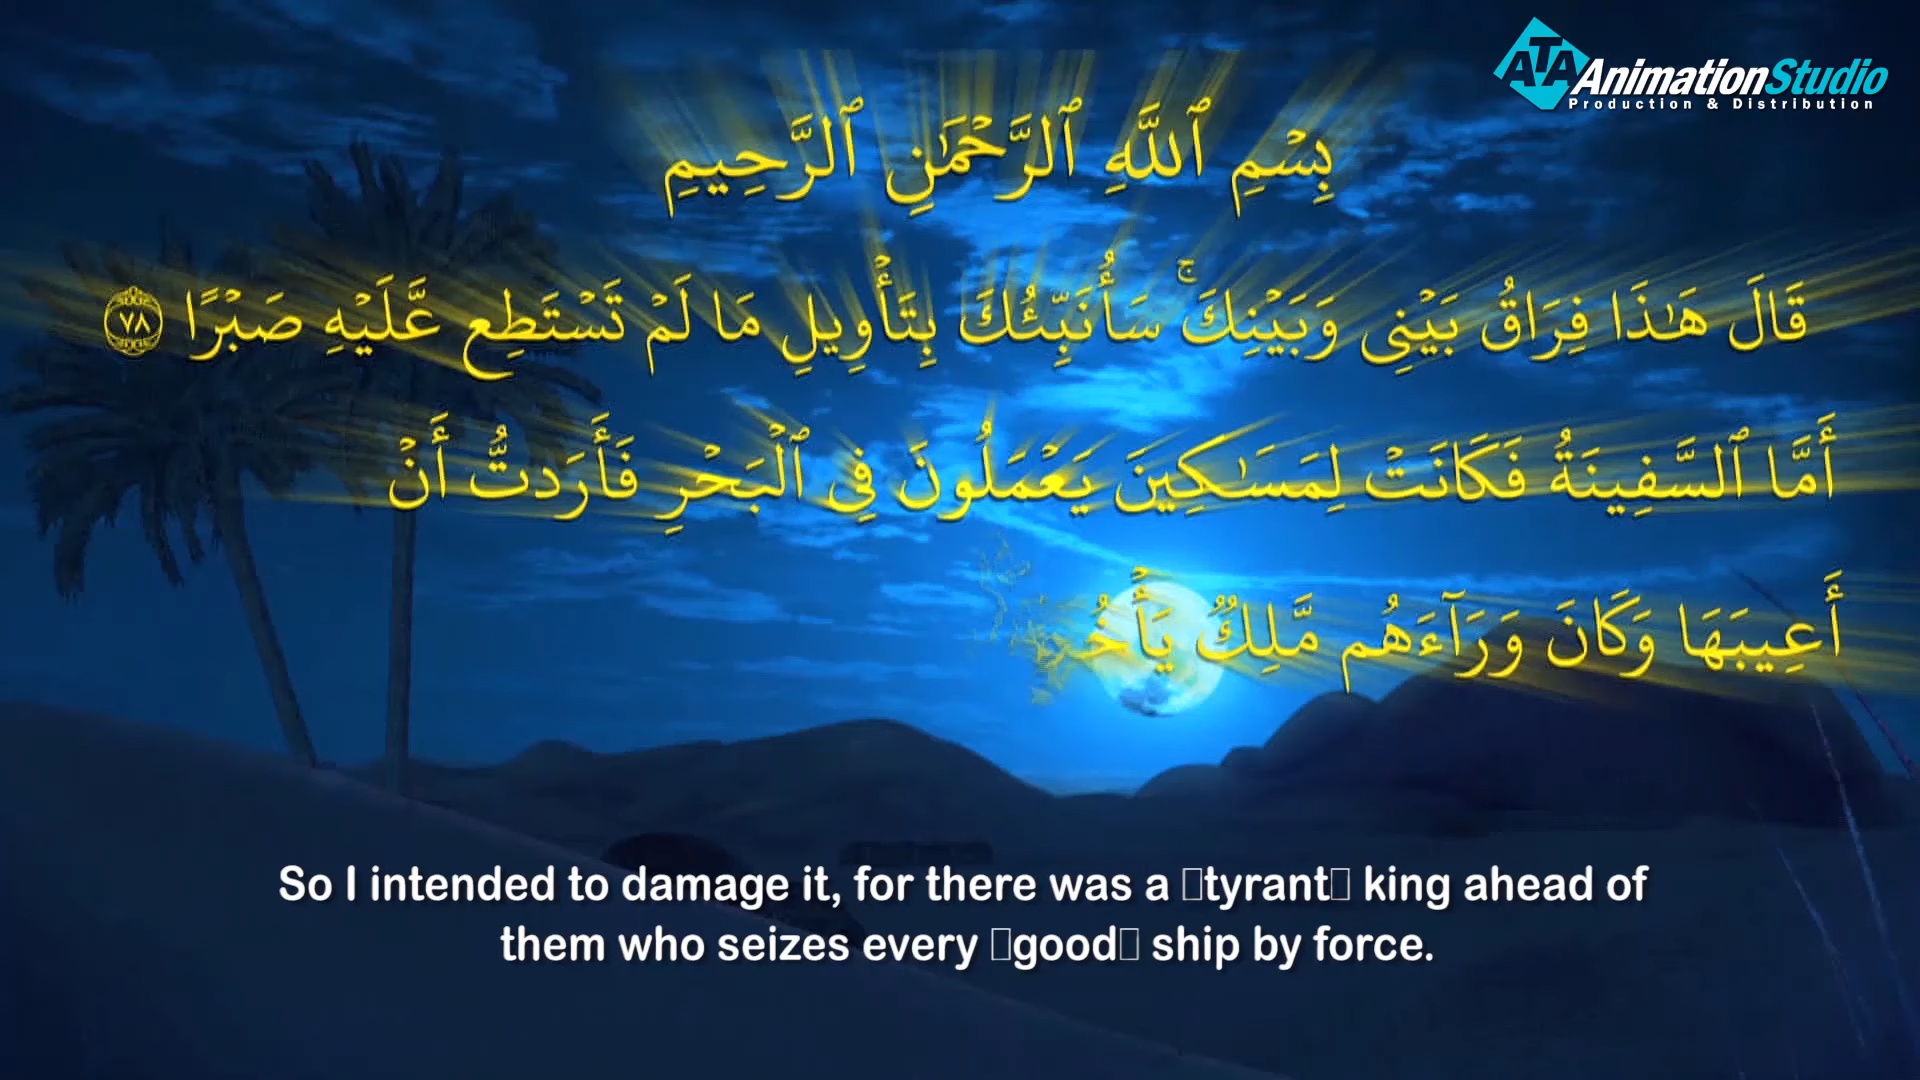 ATA AnimationStudio
Production & Distribution
بِسْمِ ٱللَّهِ ٱلرَّحْمَٰنِ ٱلرَّحِيمِ
قَالَ هَٰذَا فِرَاقُ بَيْنِى وَبَيْنِكَ ۚ سَأُنَبِّئُكَ بِتَأْوِيلِ مَا لَمْ تَسْتَطِع عَّلَيْهِ صَبْرًا ٧٨
أَمَّا ٱلسَّفِينَةُ فَكَانَتْ لِمَسَٰكِينَ يَعْمَلُونَ فِى ٱلْبَحْرِ فَأَرَدتُّ أَنْ
أَعِيبَهَا وَكَانَ وَرَآءَهُم مَّلِكٌ
So I intended to damage it, for there was a □tyrant□ king ahead of
them who seizes every □good□ ship by force.